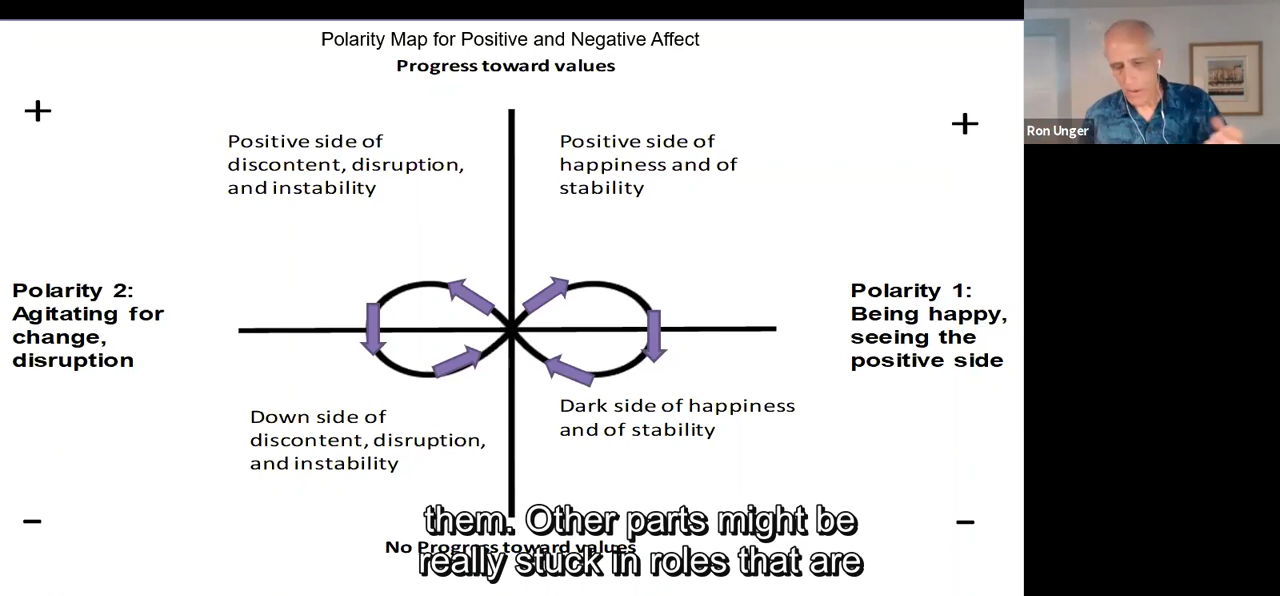 Polarity Map for Positive and Negative Affect
Progress toward values
+
+
Positive side of
discontent, disruption,
and instability
Positive side of
happiness and of
stability
Ron Unger
Polarity 2:
Agitating for
change,
disruption
Polarity 1:
Being happy,
seeing the
positive side
Down side of
discontent, disruption,
and instability
Dark side of happiness
and of stability
–
–
No Progress toward values
them. Other parts might be
really stuck in roles that are